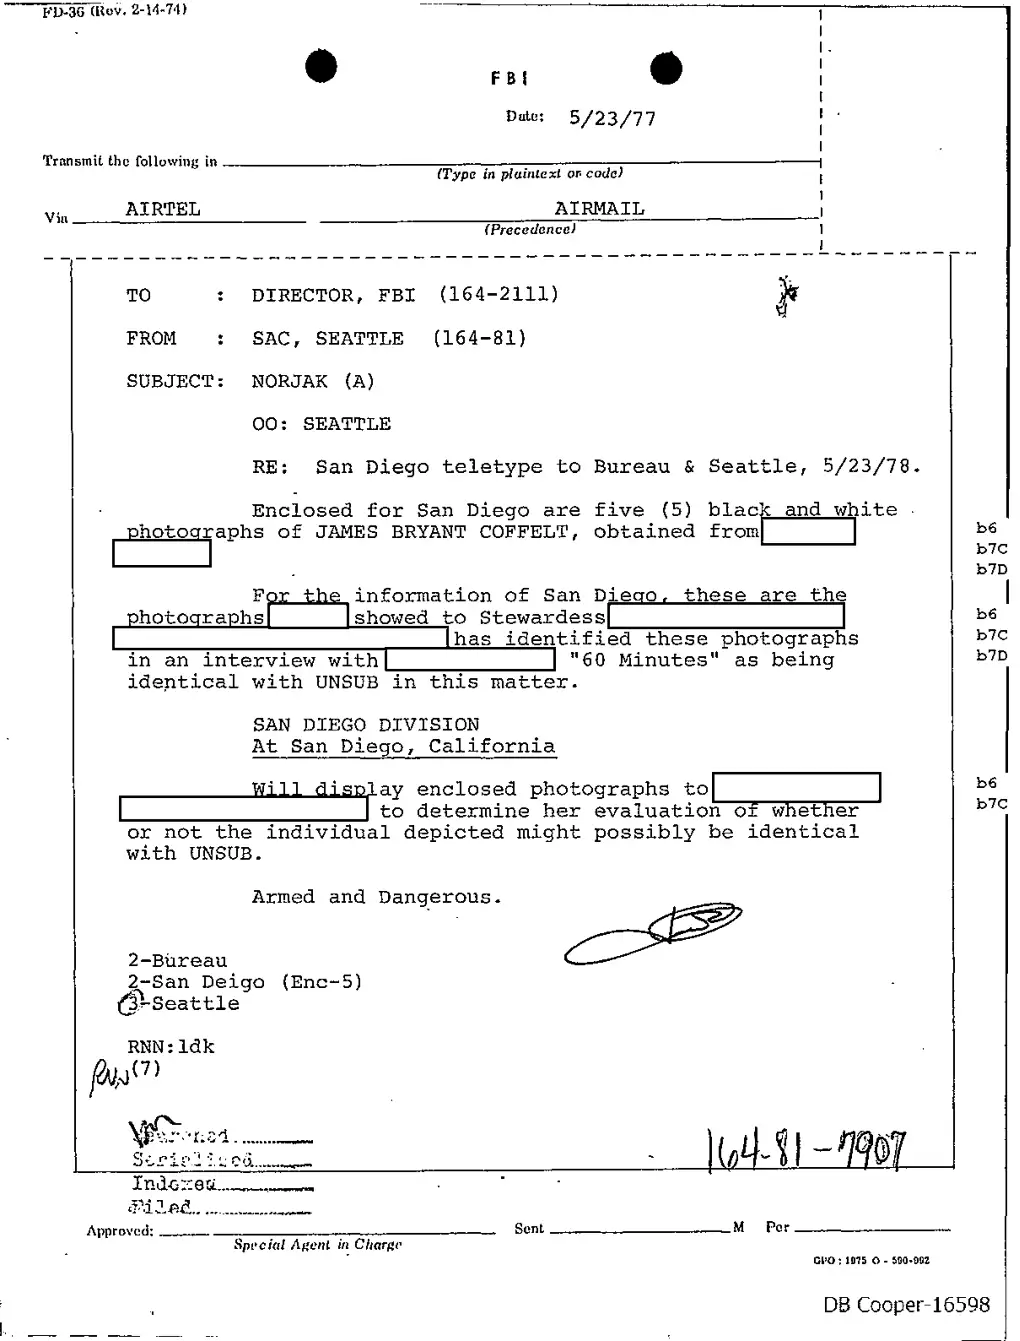 FD-36 (Rev. 2-14-74)
FBI
Date: 5/23/77
Transmit the following in
(Type in plaintext or code)
Via AIRTEL AIRMAIL
(Precedence)
TO : DIRECTOR, FBI (164-2111)
FROM : SAC, SEATTLE (164-81)
SUBJECT: NORJAK (A)
OO: SEATTLE
RE: San Diego teletype to Bureau & Seattle, 5/23/78.
Enclosed for San Diego are five (5) black and white
photographs of JAMES BRYANT COFFELT, obtained from
b6
b7C
b7D
For the information of San Diego, these are the
photographs showed to Stewardess
has identified these photographs
in an interview with "60 Minutes" as being
identical with UNSUB in this matter.
b6
b7C
b7D
SAN DIEGO DIVISION
At San Diego, California
Will display enclosed photographs to
to determine her evaluation of whether
or not the individual depicted might possibly be identical
with UNSUB.
b6
b7C
Armed and Dangerous.
2-Bureau
2-San Deigo (Enc-5)
3-Seattle
RNN:ldk
RNN (7)
Serialized
Indexed
Filed
164-81-7907
Approved: Sent M Per
Special Agent in Charge
GPO : 1975 O - 590-992
DB Cooper-16598